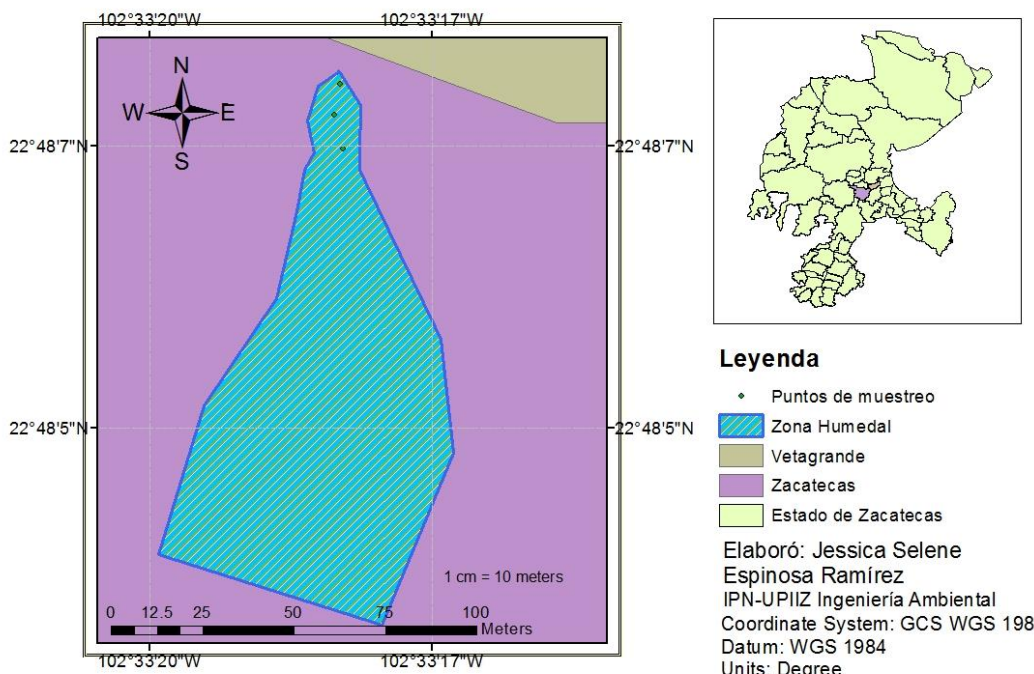 102°33'20"W
102°33'17"W
N
W
E
S
22°48'7"N
22°48'7"N
22°48'5"N
22°48'5"N
1 cm = 10 meters
0 12.5 25 50 75 100
Meters
102°33'20"W
102°33'17"W
Leyenda
Puntos de muestreo
Zona Humedal
Vetagrande
Zacatecas
Estado de Zacatecas
Elaboró: Jessica Selene
Espinosa Ramírez
IPN-UPIIZ Ingeniería Ambiental
Coordinate System: GCS WGS 198
Datum: WGS 1984
Units: Degree